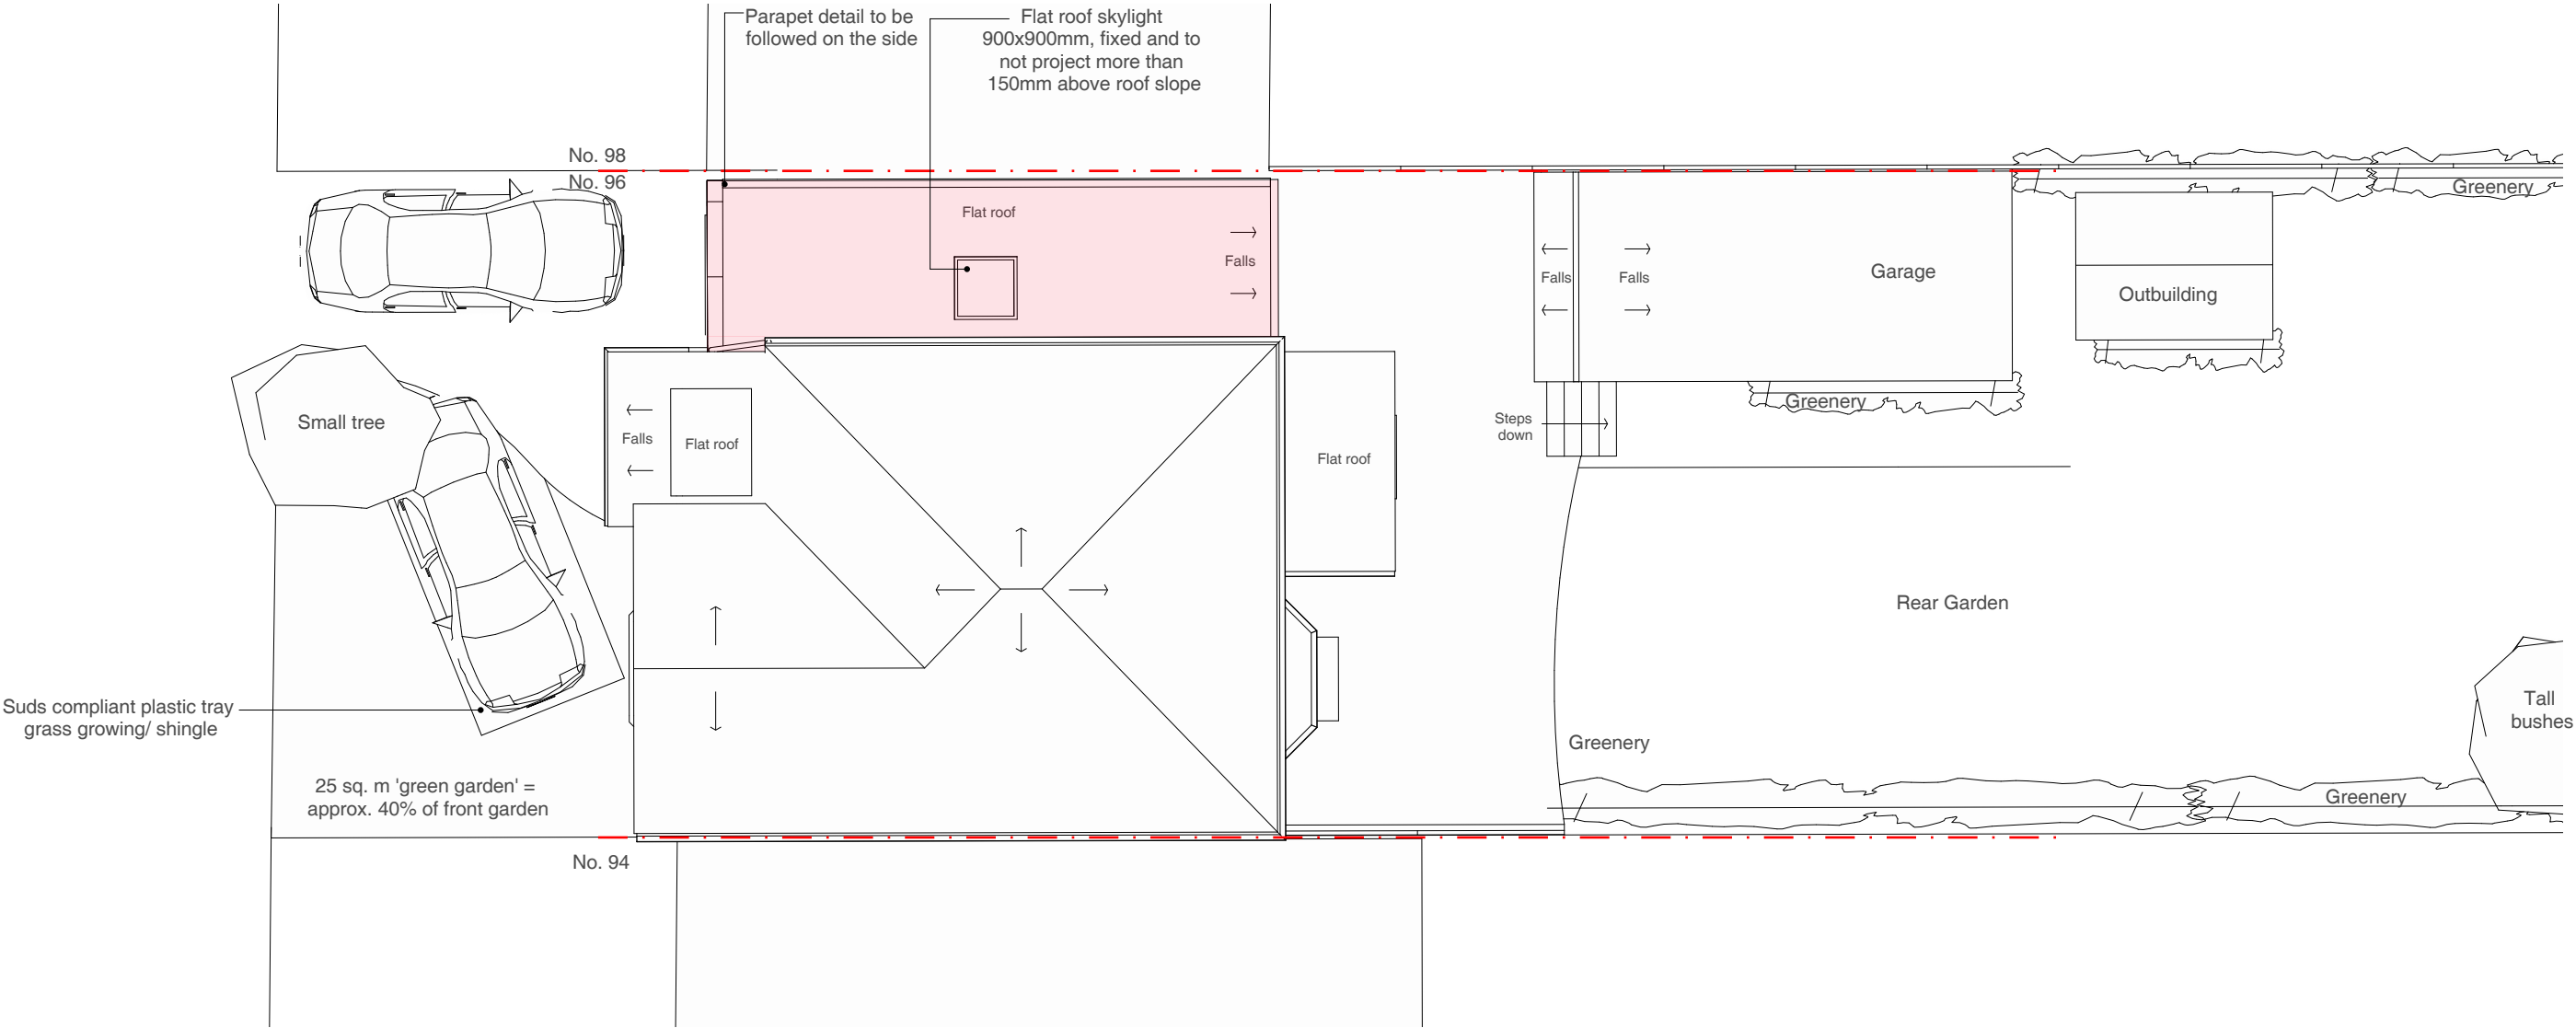 Parapet detail to be
followed on the side
Flat roof skylight
900x900mm, fixed and to
not project more than
150mm above roof slope
No. 98
No. 96
Flat roof
Falls
Falls
Falls
Garage
Outbuilding
Greenery
Small tree
Falls
Flat roof
Flat roof
Steps
down
Greenery
Rear Garden
Suds compliant plastic tray
grass growing/ shingle
Tall
bushes
Greenery
25 sq. m 'green garden' =
approx. 40% of front garden
Greenery
No. 94